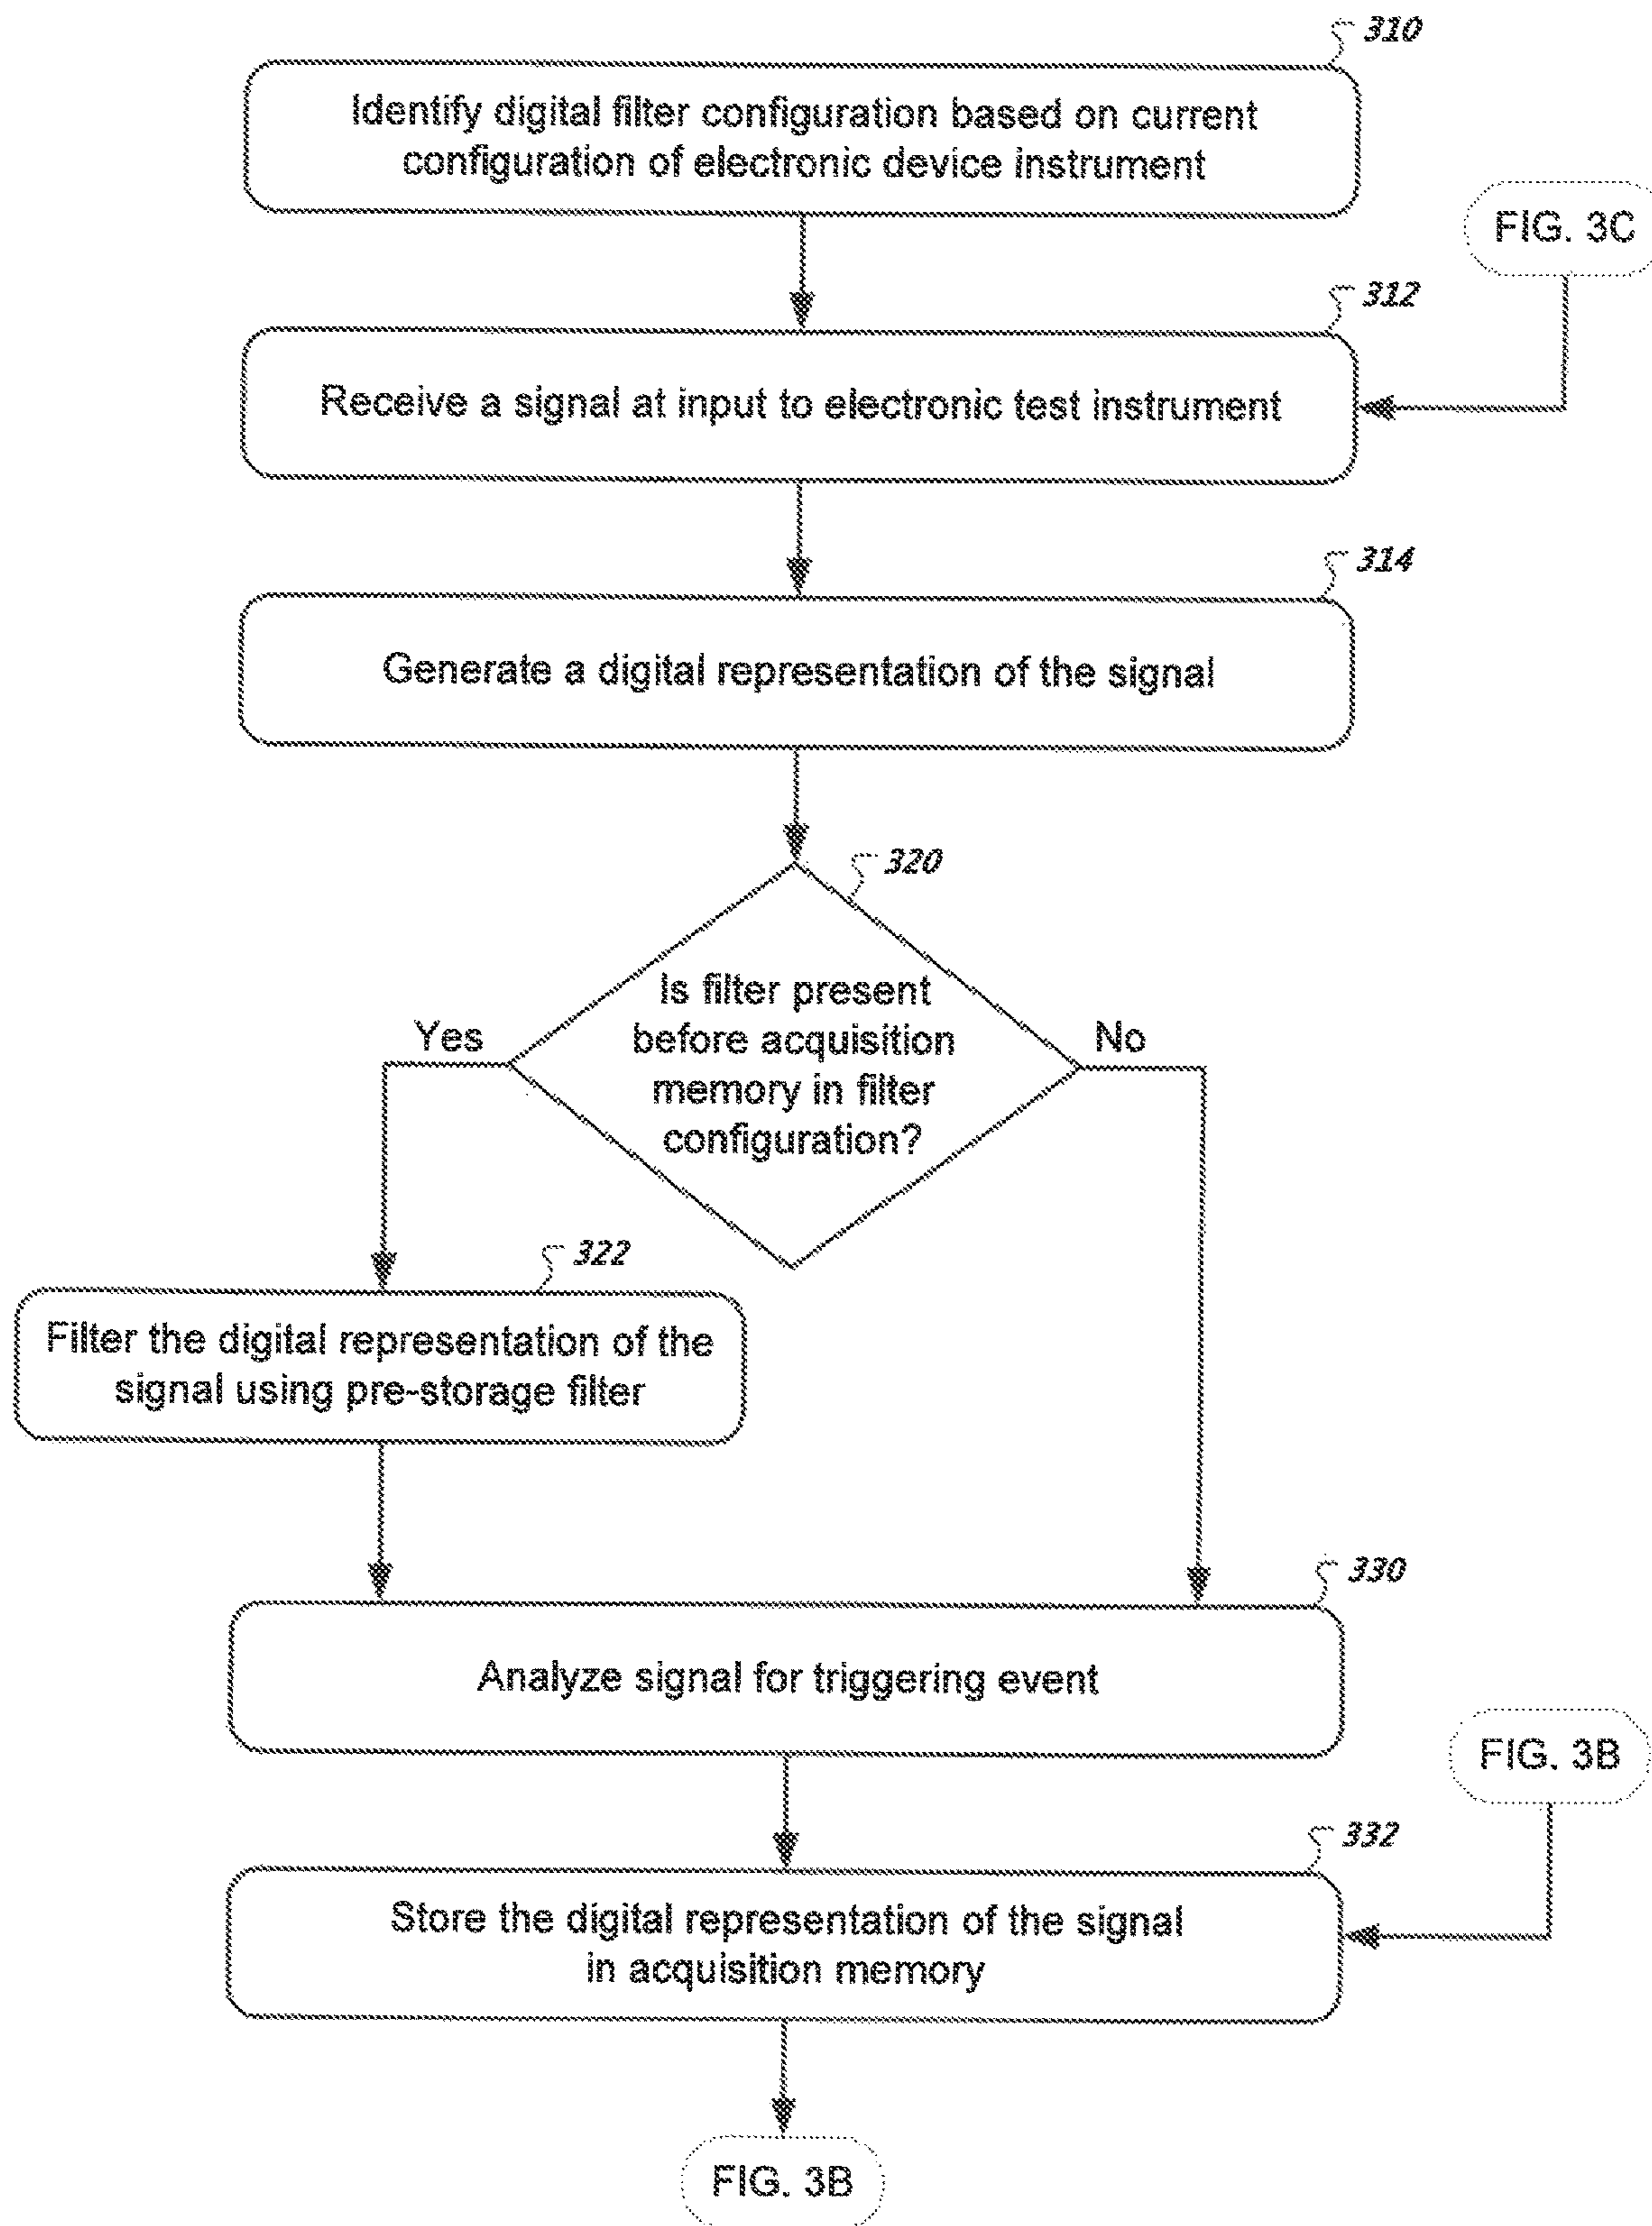 310
Identify digital filter configuration based on current
configuration of electronic device instrument
FIG. 3C
312
Receive a signal at input to electronic test instrument
314
Generate a digital representation of the signal
320
Is filter present
before acquisition
memory in filter
configuration?
Yes
No
322
Filter the digital representation of the
signal using pre-storage filter
330
Analyze signal for triggering event
FIG. 3B
332
Store the digital representation of the signal
in acquisition memory
FIG. 3B